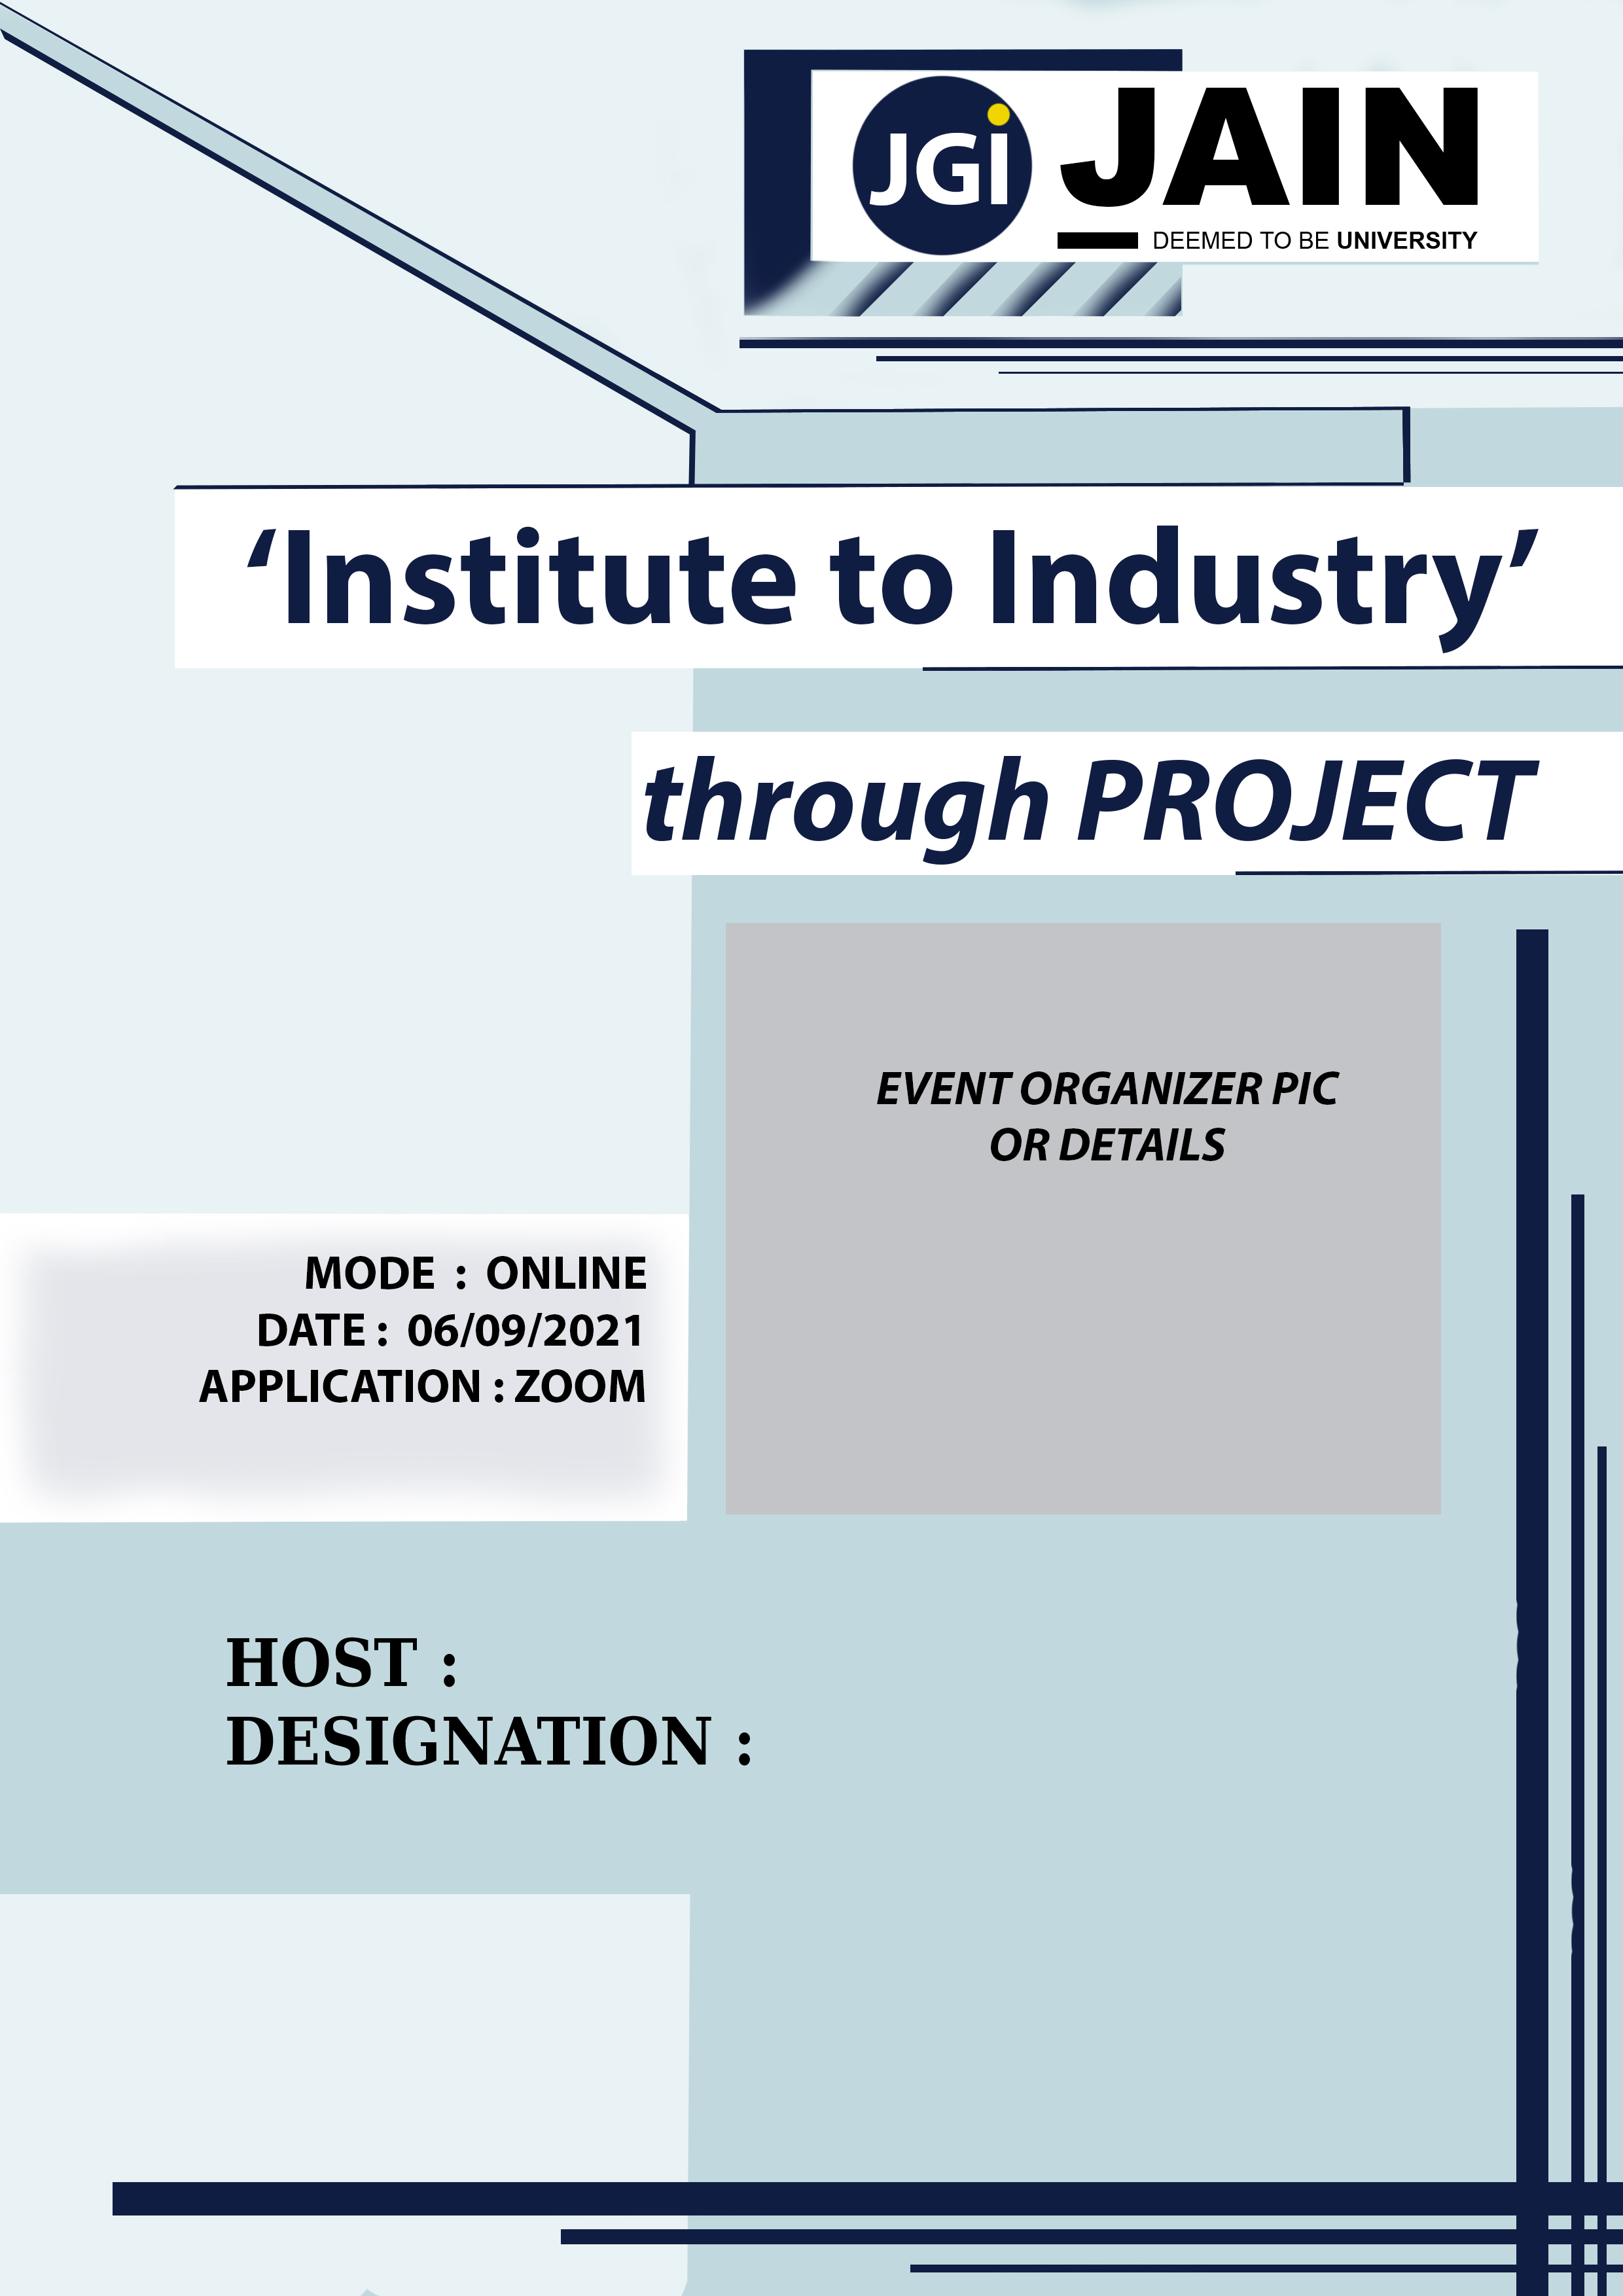 JGi JAIN
DEEMED TO BE UNIVERSITY
‘Institute to Industry’
through PROJECT
EVENT ORGANIZER PIC
OR DETAILS
MODE : ONLINE
DATE : 06/09/2021
APPLICATION : ZOOM
HOST :
DESIGNATION :